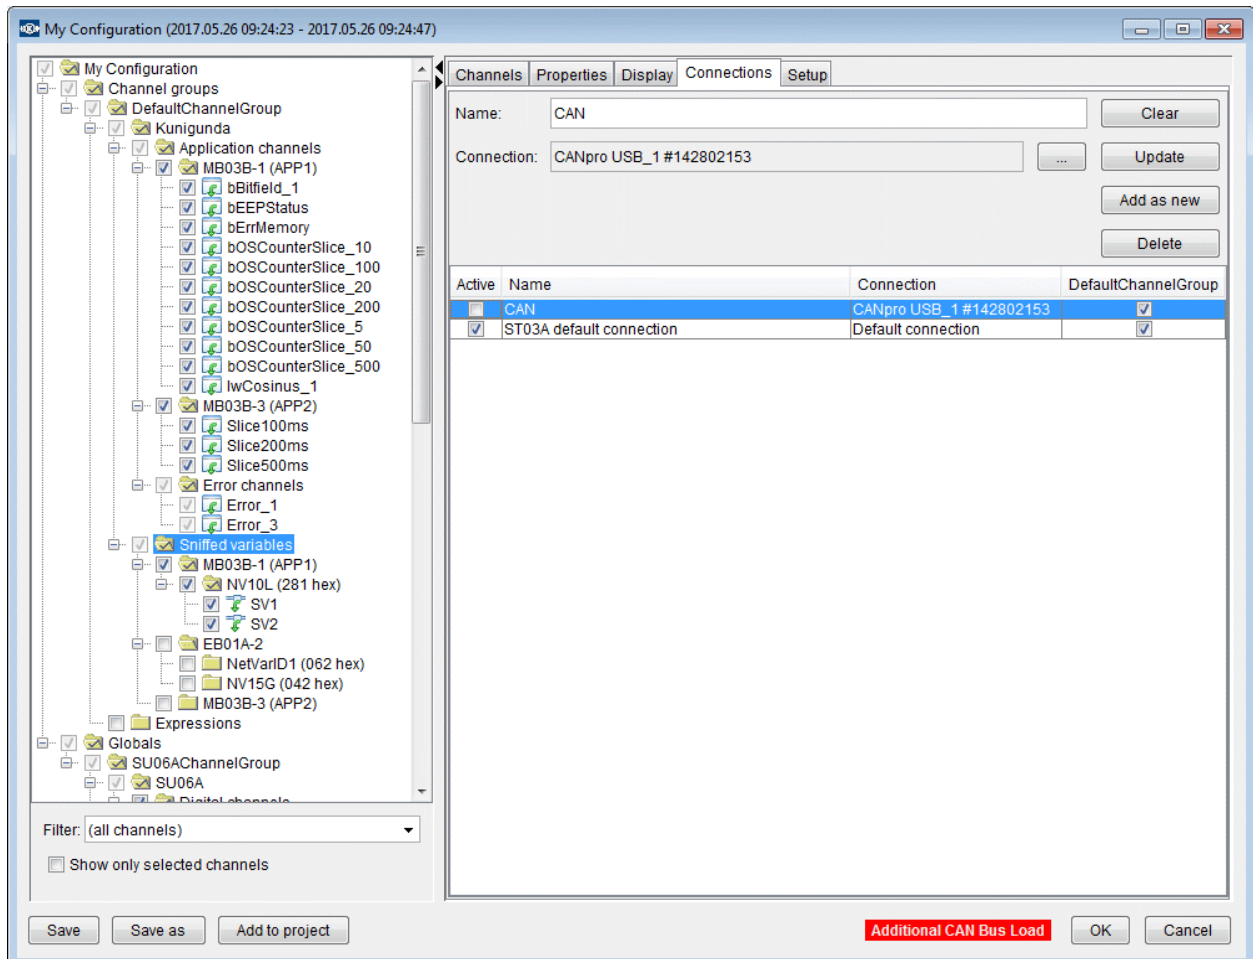 My Configuration (2017.05.26 09:24:23 - 2017.05.26 09:24:47)
My Configuration
Channel groups
DefaultChannelGroup
Kunigunda
Application channels
MB03B-1 (APP1)
bBitfield_1
bEEPStatus
bErrMemory
bOSCounterSlice_10
bOSCounterSlice_100
bOSCounterSlice_20
bOSCounterSlice_200
bOSCounterSlice_5
bOSCounterSlice_50
bOSCounterSlice_500
lwCosinus_1
MB03B-3 (APP2)
Slice100ms
Slice200ms
Slice500ms
Error channels
Error_1
Error_3
Sniffed variables
MB03B-1 (APP1)
NV10L (281 hex)
SV1
SV2
EB01A-2
NetVarID1 (062 hex)
NV15G (042 hex)
MB03B-3 (APP2)
Expressions
Globals
SU06AChannelGroup
SU06A
Digital channels
Filter: (all channels)
Show only selected channels
Channels Properties Display Connections Setup
Name: CAN Clear
Connection: CANpro USB_1 #142802153 ... Update
Add as new
Delete
Active Name Connection DefaultChannelGroup
CAN CANpro USB_1 #142802153
ST03A default connection Default connection
Save Save as Add to project Additional CAN Bus Load OK Cancel